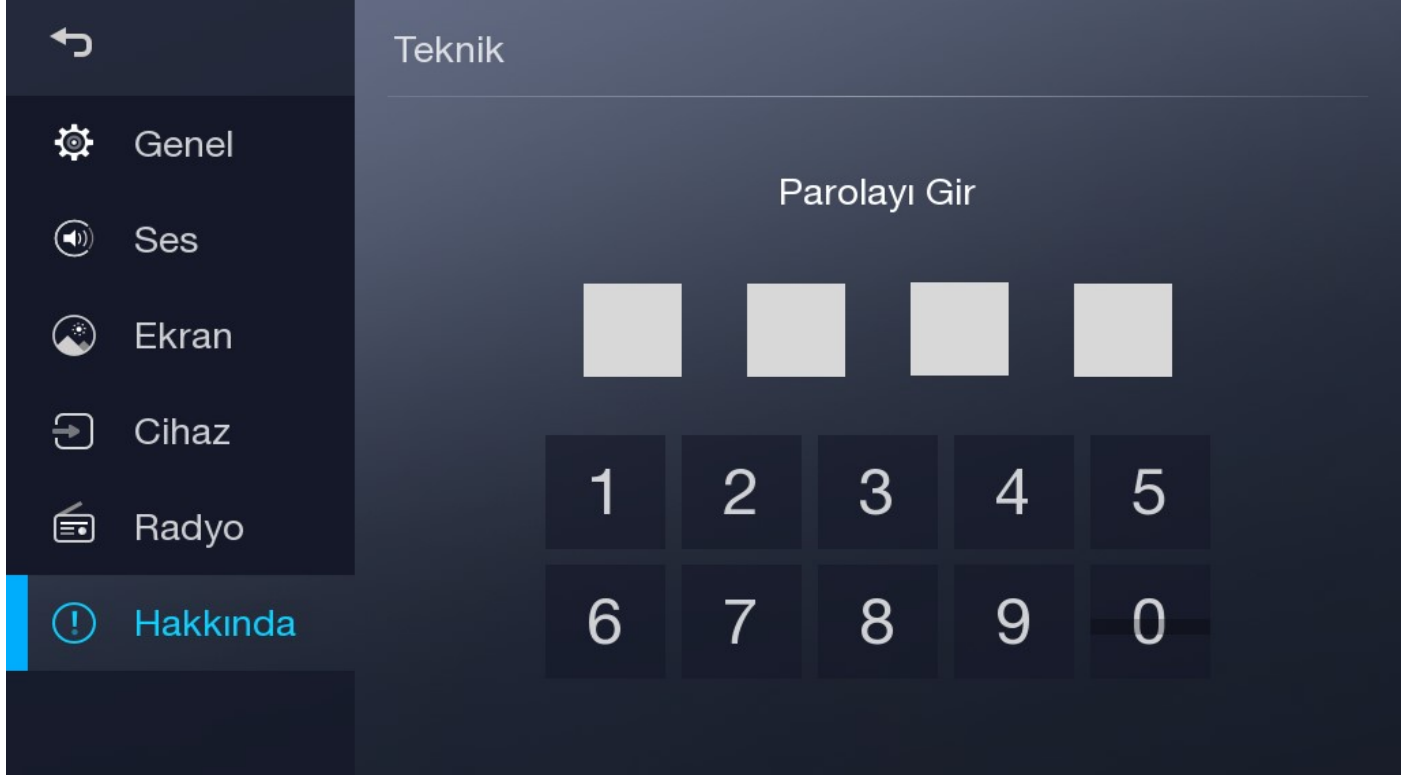 Teknik
Genel
Ses
Ekran
Cihaz
Radyo
Hakkında
Parolayı Gir
1 2 3 4 5
6 7 8 9 0